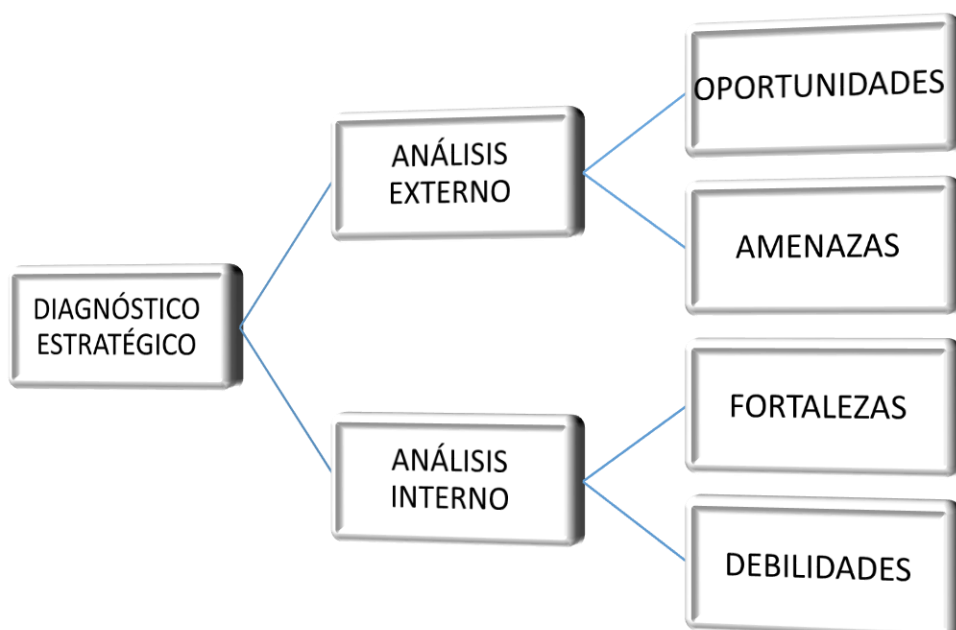 DIAGNÓSTICO
ESTRATÉGICO
ANÁLISIS
EXTERNO
OPORTUNIDADES
AMENAZAS
ANÁLISIS
INTERNO
FORTALEZAS
DEBILIDADES